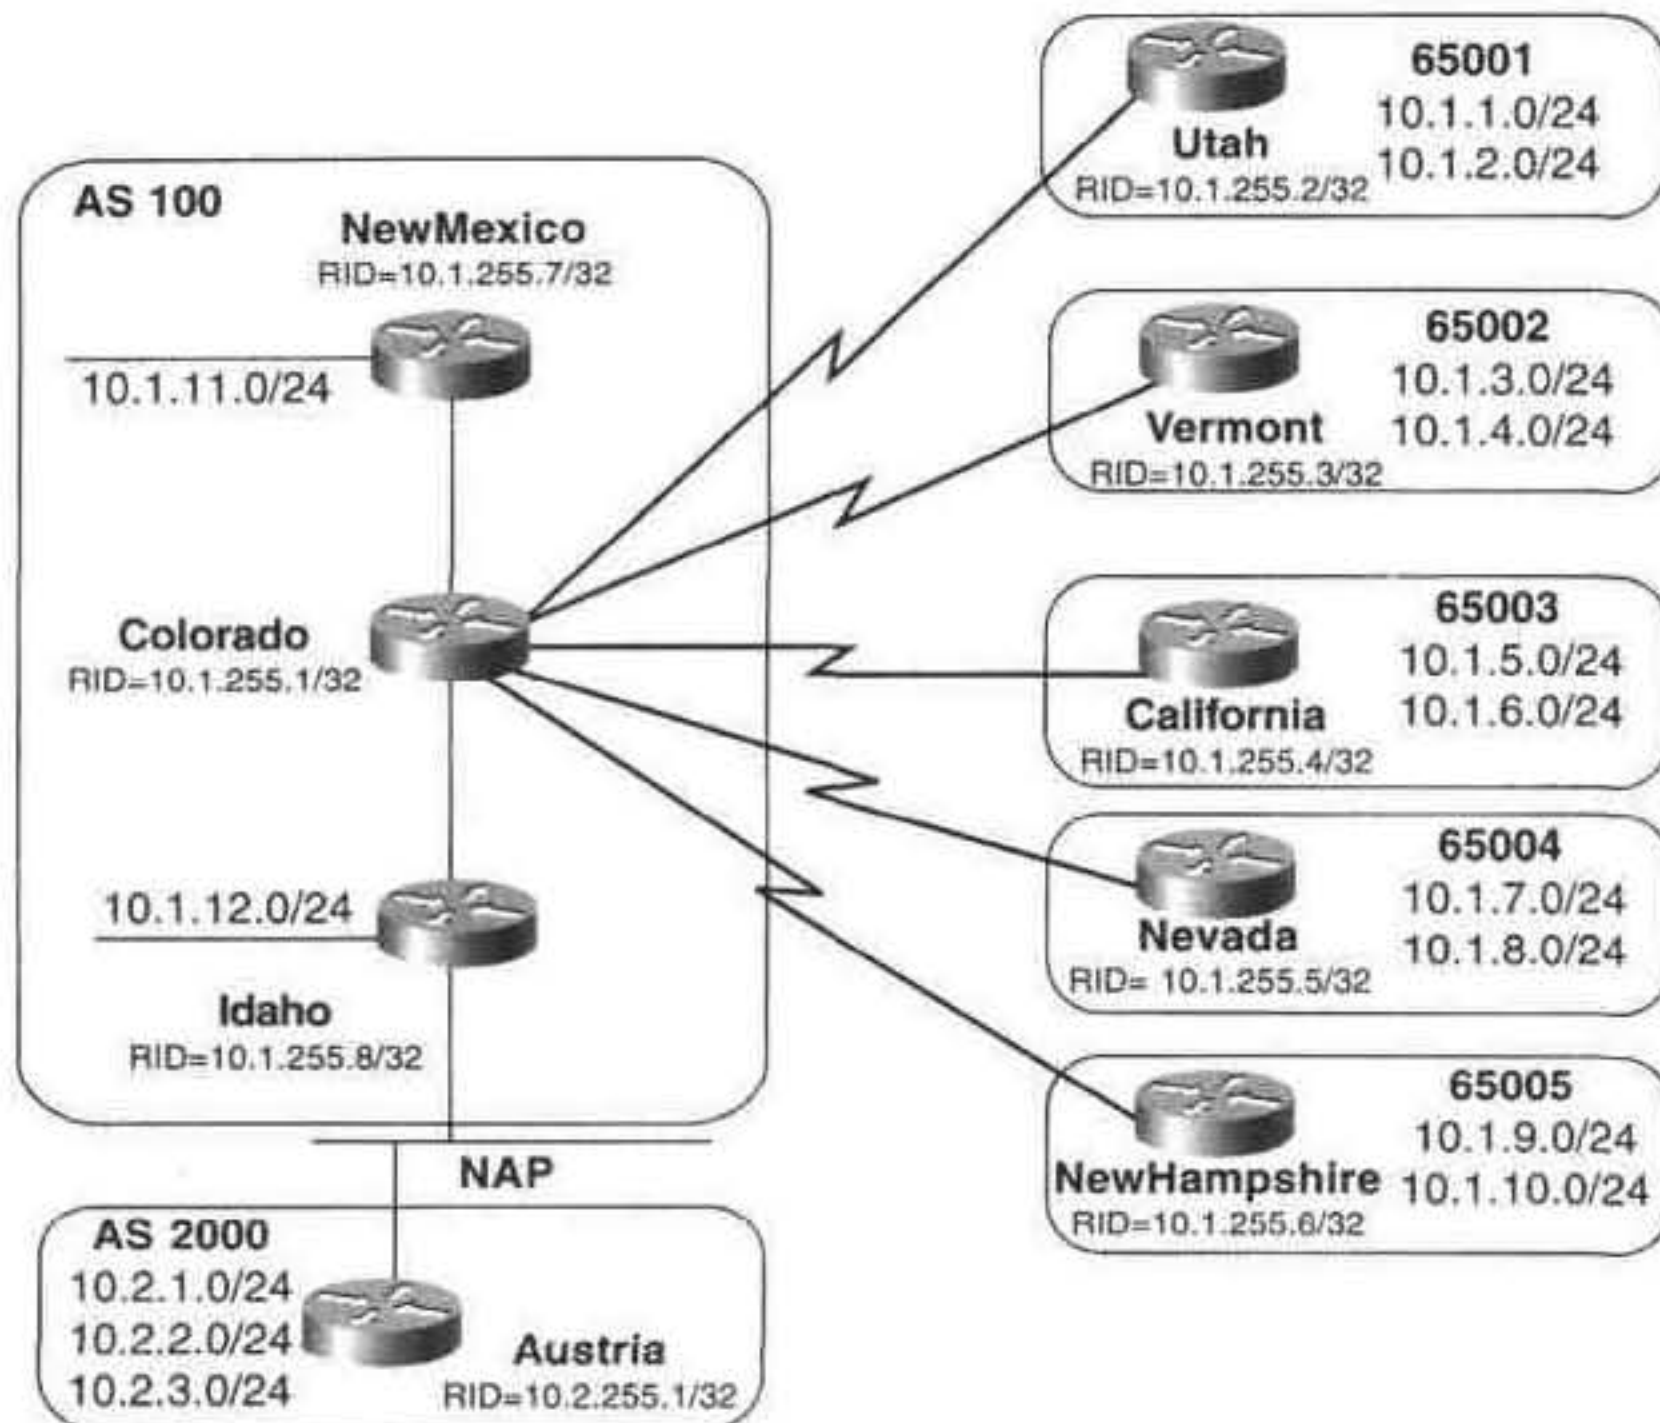 AS 100
NewMexico
RID=10.1.255.7/32
10.1.11.0/24
Colorado
RID=10.1.255.1/32
10.1.12.0/24
Idaho
RID=10.1.255.8/32
NAP
AS 2000
10.2.1.0/24
10.2.2.0/24
10.2.3.0/24
Austria
RID=10.2.255.1/32
65001
10.1.1.0/24
10.1.2.0/24
Utah
RID=10.1.255.2/32
65002
10.1.3.0/24
10.1.4.0/24
Vermont
RID=10.1.255.3/32
65003
10.1.5.0/24
10.1.6.0/24
California
RID=10.1.255.4/32
65004
10.1.7.0/24
10.1.8.0/24
Nevada
RID= 10.1.255.5/32
65005
10.1.9.0/24
10.1.10.0/24
NewHampshire
RID=10.1.255.6/32